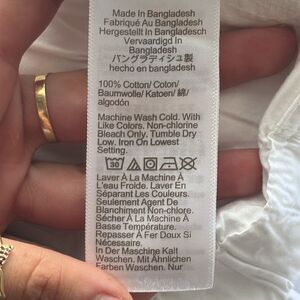 Made In Bangladesh
Fabriqué Au Bangladesh
Hergestellt In Bangladesch
Vervaardigd In
Bangladesh
バングラディシュ製
hecho en bangladesh
100% Cotton/ Coton/
Baumwolle/ Katoen/ 綿/
algodón
Machine Wash Cold. With
Like Colors. Non-chlorine
Bleach Only. Tumble Dry
Low. Iron On Lowest
Setting.
30
Laver À La Machine À
L'eau Froide. Laver En
Séparant Les Couleurs.
Seulement Agent De
Blanchiment Non-chlore.
Sécher À La Machine À
Basse Température.
Repasser À Fer Doux Si
Nécessaire.
In Der Maschine Kalt
Waschen. Mit Ähnlichen
Farben Waschen. Nur